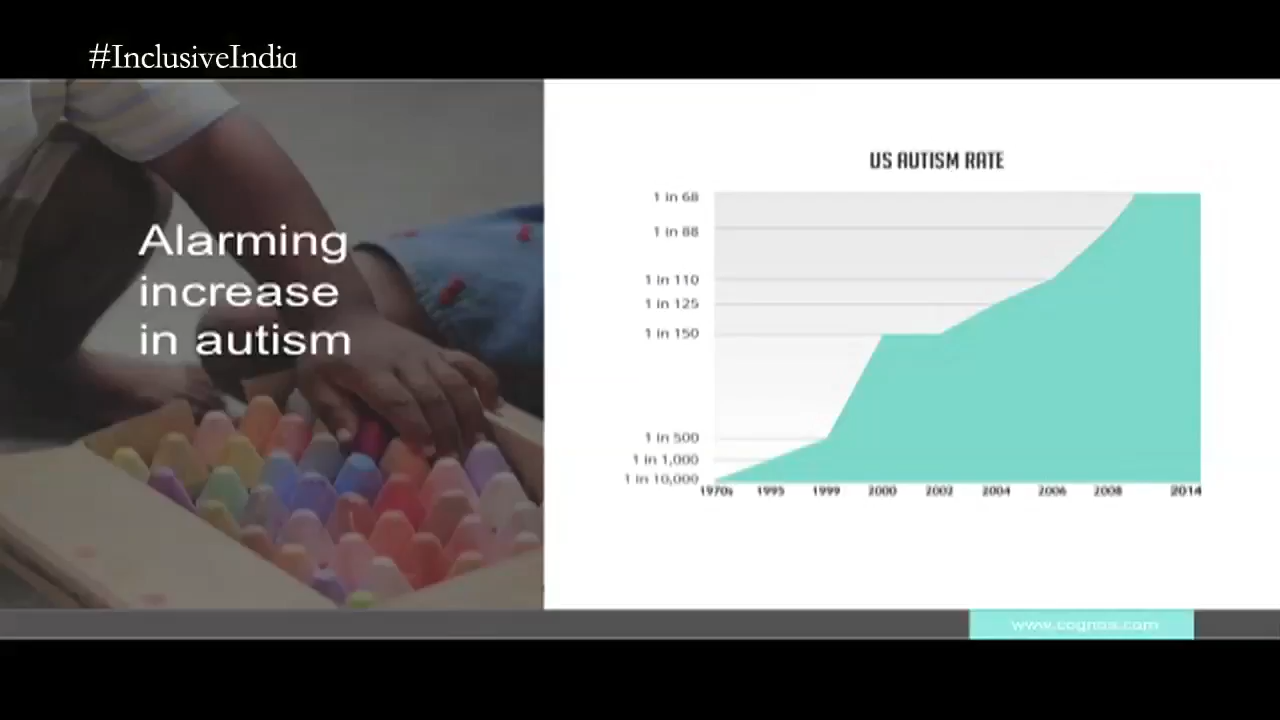 #InclusiveIndia
Alarming
increase
in autism
US AUTISM RATE
1 in 68
1 in 88
1 in 110
1 in 125
1 in 150
1 in 500
1 in 1,000
1 in 10,000
1970s 1995 1999 2000 2002 2004 2006 2008 2014